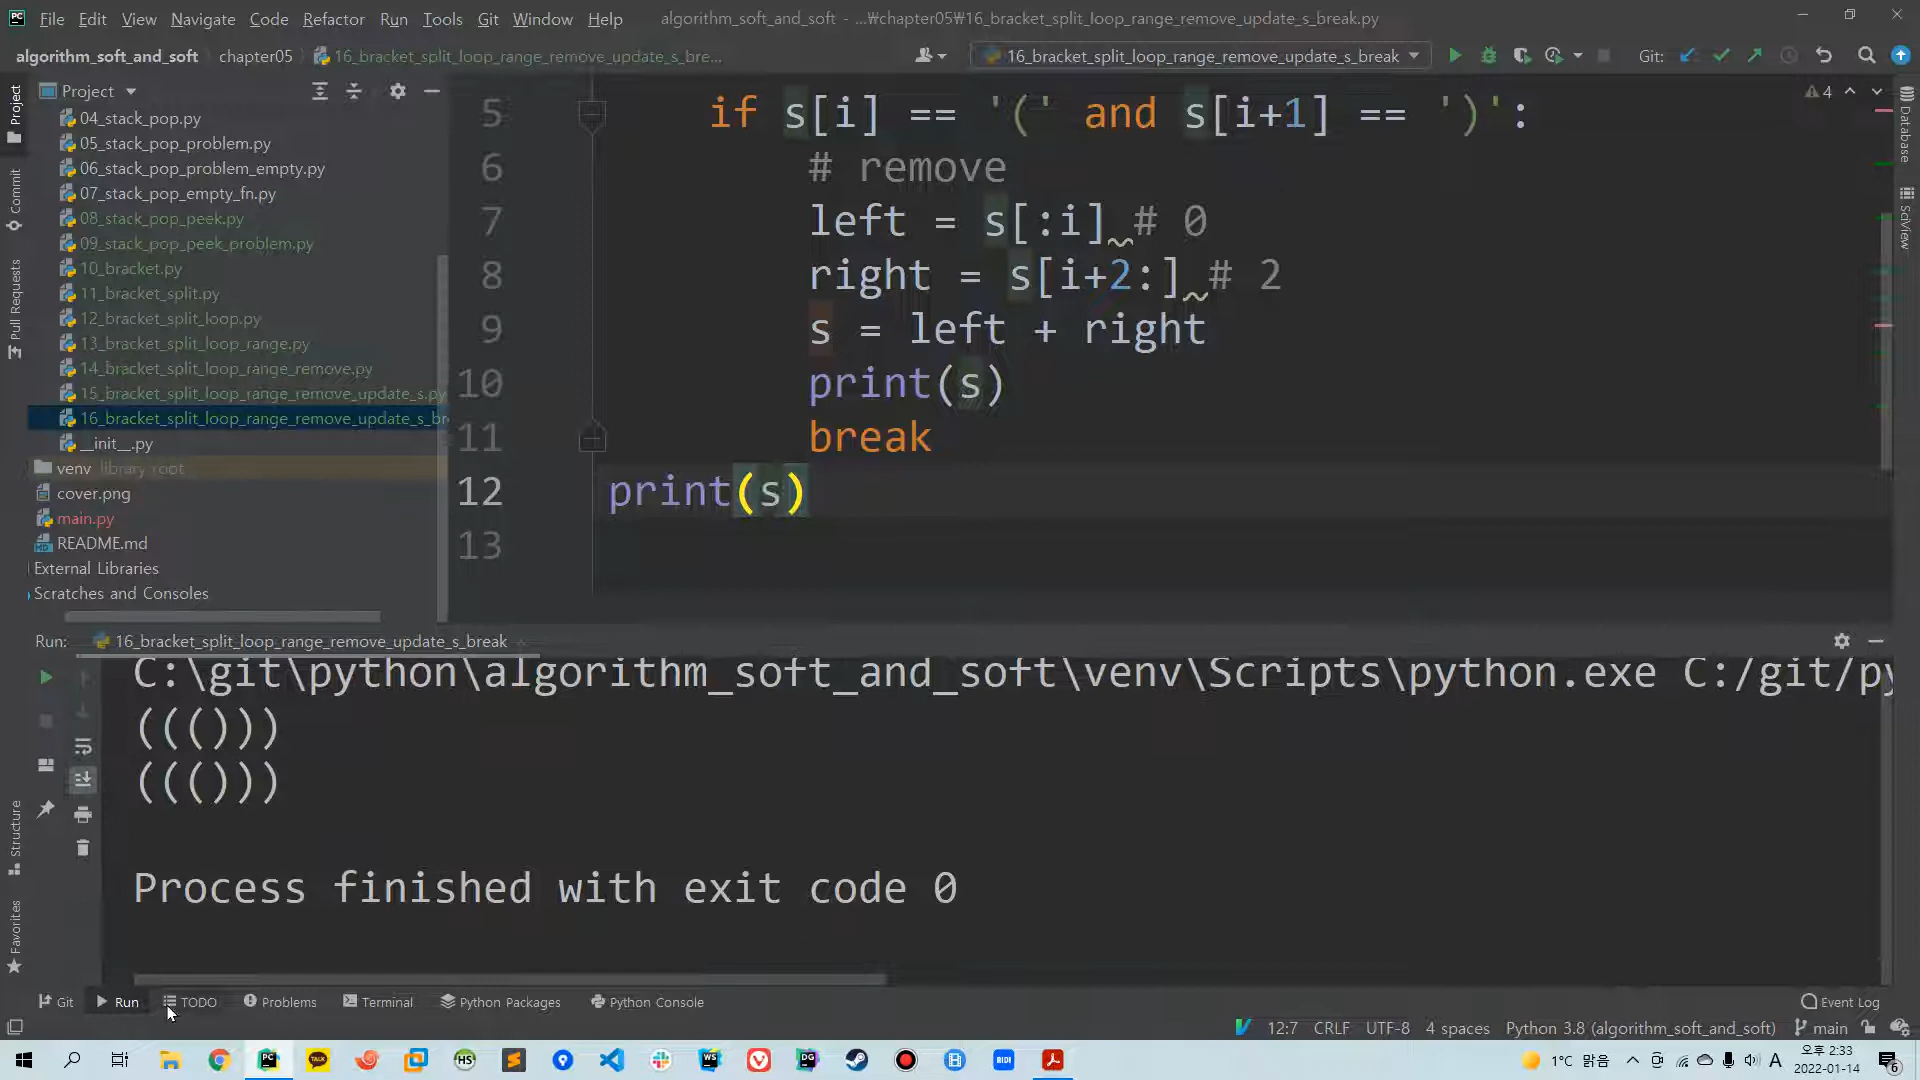 File Edit View Navigate Code Refactor Run Tools Git Window Help algorithm_soft_and_soft - ...₩chapter05₩16_bracket_split_loop_range_remove_update_s_break.py
algorithm_soft_and_soft chapter05 16_bracket_split_loop_range_remove_update_s_bre... 16_bracket_split_loop_range_remove_update_s_break Git:
Project
04_stack_pop.py
05_stack_pop_problem.py
06_stack_pop_problem_empty.py
07_stack_pop_empty_fn.py
08_stack_pop_peek.py
09_stack_pop_peek_problem.py
10_bracket.py
11_bracket_split.py
12_bracket_split_loop.py
13_bracket_split_loop_range.py
14_bracket_split_loop_range_remove.py
15_bracket_split_loop_range_remove_update_s.py
16_bracket_split_loop_range_remove_update_s_br
__init__.py
venv library root
cover.png
main.py
README.md
External Libraries
Scratches and Consoles
Project
Commit
Pull Requests
Structure
Favorites
4
5 if s[i] == '(' and s[i+1] == ')':
6 # remove
7 left = s[:i] # 0
8 right = s[i+2:] # 2
9 s = left + right
10 print(s)
11 break
12 print(s)
13
Database
SciView
Run: 16_bracket_split_loop_range_remove_update_s_break
C:\git\python\algorithm_soft_and_soft\venv\Scripts\python.exe C:/git/py
((()))
((()))
Process finished with exit code 0
Git Run TODO Problems Terminal Python Packages Python Console Event Log
12:7 CRLF UTF-8 4 spaces Python 3.8 (algorithm_soft_and_soft) main
1°C 맑음 A 오후 2:33
2022-01-14 6